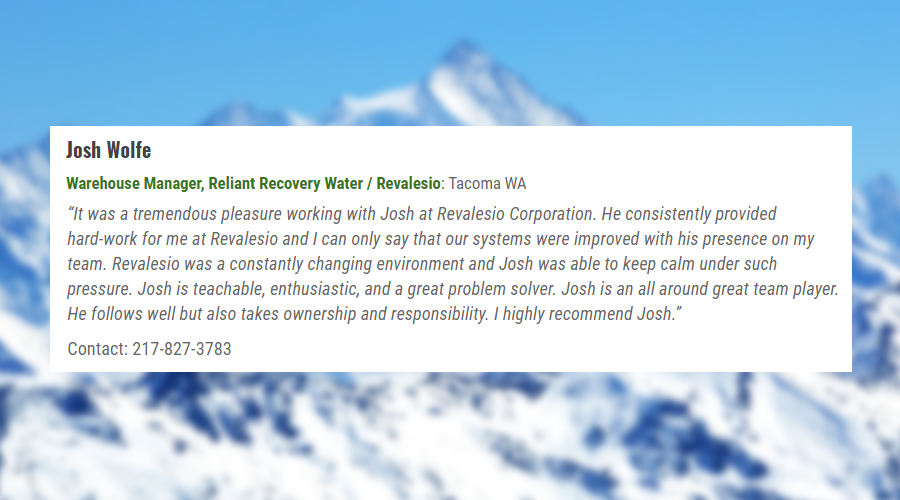 Josh Wolfe
Warehouse Manager, Reliant Recovery Water / Revalesio: Tacoma WA
“It was a tremendous pleasure working with Josh at Revalesio Corporation. He consistently provided
hard-work for me at Revalesio and I can only say that our systems were improved with his presence on my
team. Revalesio was a constantly changing environment and Josh was able to keep calm under such
pressure. Josh is teachable, enthusiastic, and a great problem solver. Josh is an all around great team player.
He follows well but also takes ownership and responsibility. I highly recommend Josh.”
Contact: 217-827-3783